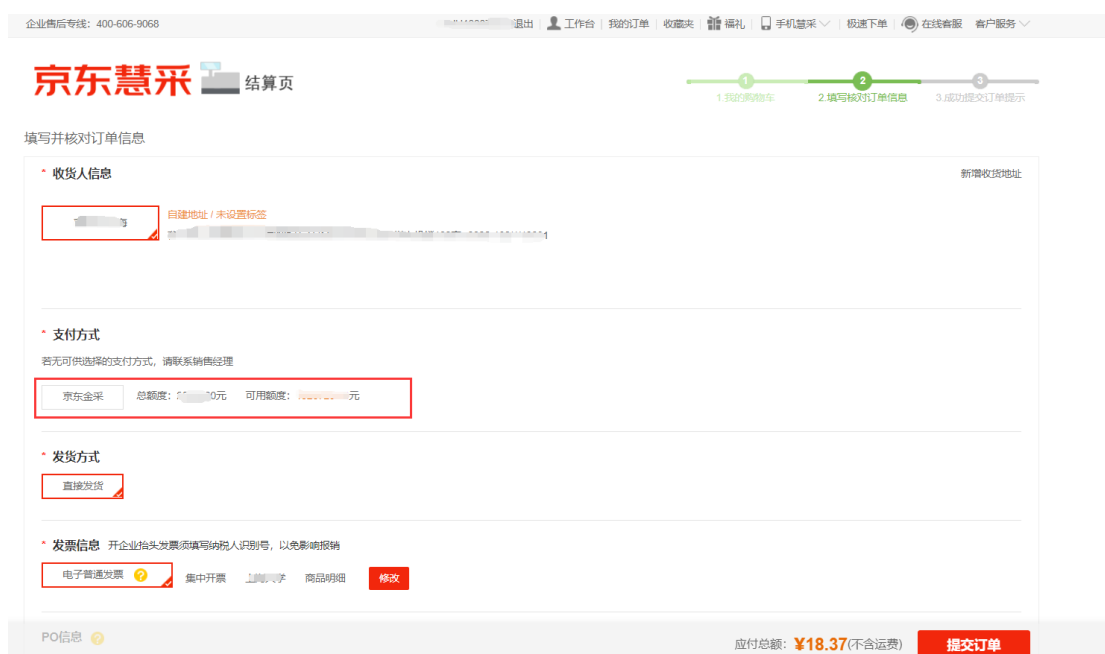 企业售后专线：400-606-9068
退出 工作台 我的订单 收藏夹 福礼 手机慧采 极速下单 在线客服 客户服务
京东慧采 结算页
1 2 3
1.我的购物车 2.填写核对订单信息 3.成功提交订单提示
填写并核对订单信息
* 收货人信息 新增收货地址
自建地址 / 未设置标签
* 支付方式
若无可供选择的支付方式，请联系销售经理
京东金采 总额度： 元 可用额度： 元
* 发货方式
直接发货
* 发票信息 开企业抬头发票须填写纳税人识别号，以免影响报销
电子普通发票 ? 集中开票 商品明细 修改
PO信息 ?
应付总额：¥18.37(不含运费) 提交订单